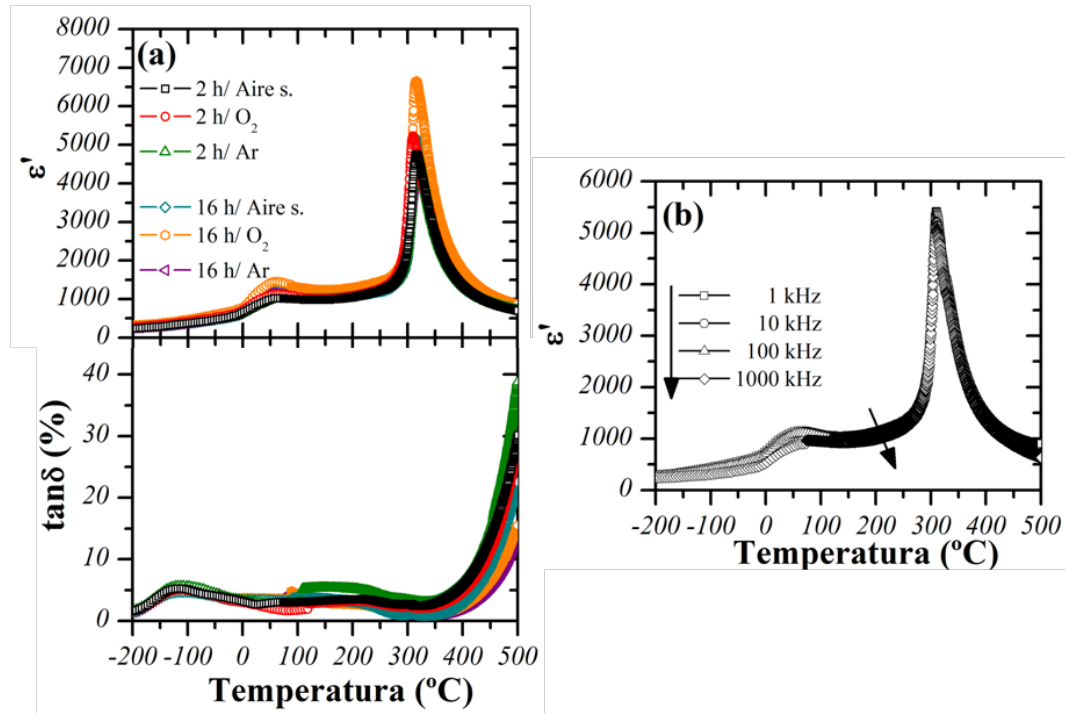 (a)
8000
7000
6000
5000
4000
3000
2000
1000
0
ε'
2 h/ Aire s.
2 h/ O₂
2 h/ Ar
16 h/ Aire s.
16 h/ O₂
16 h/ Ar
40
30
20
10
0
tanδ (%)
-200 -100 0 100 200 300 400 500
Temperatura (ºC)
(b)
6000
5000
4000
3000
2000
1000
0
ε'
1 kHz
10 kHz
100 kHz
1000 kHz
-200 -100 0 100 200 300 400 500
Temperatura (ºC)